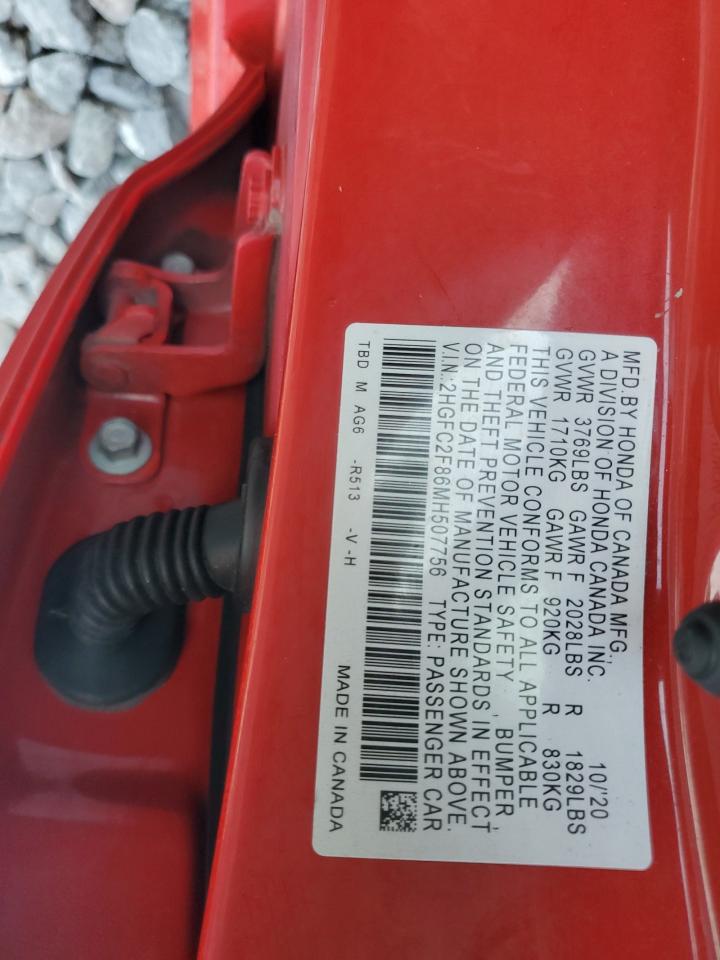 MFD. BY HONDA OF CANADA MFG.,
A DIVISION OF HONDA CANADA INC. 10/'20
GVWR 3769LBS GAWR F 2028LBS R 1829LBS
GVWR 1710KG GAWR F 920KG R 830KG
THIS VEHICLE CONFORMS TO ALL APPLICABLE
FEDERAL MOTOR VEHICLE SAFETY , BUMPER,
AND THEFT PREVENTION STANDARDS IN EFFECT
ON THE DATE OF MANUFACTURE SHOWN ABOVE.
V.I.N.:2HGFC2F86MH507756 TYPE: PASSENGER CAR
TBD M AG6 -R513 -V -H MADE IN CANADA